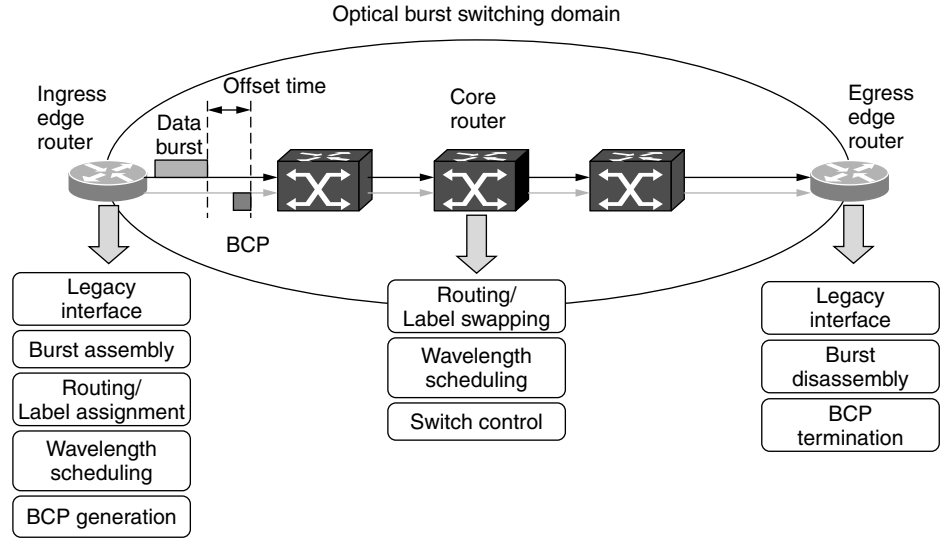 Optical burst switching domain
Offset time
Ingress
edge
router
Data
burst
BCP
Core
router
Egress
edge
router
Legacy
interface
Burst assembly
Routing/
Label assignment
Wavelength
scheduling
BCP generation
Routing/
Label swapping
Wavelength
scheduling
Switch control
Legacy
interface
Burst
disassembly
BCP
termination